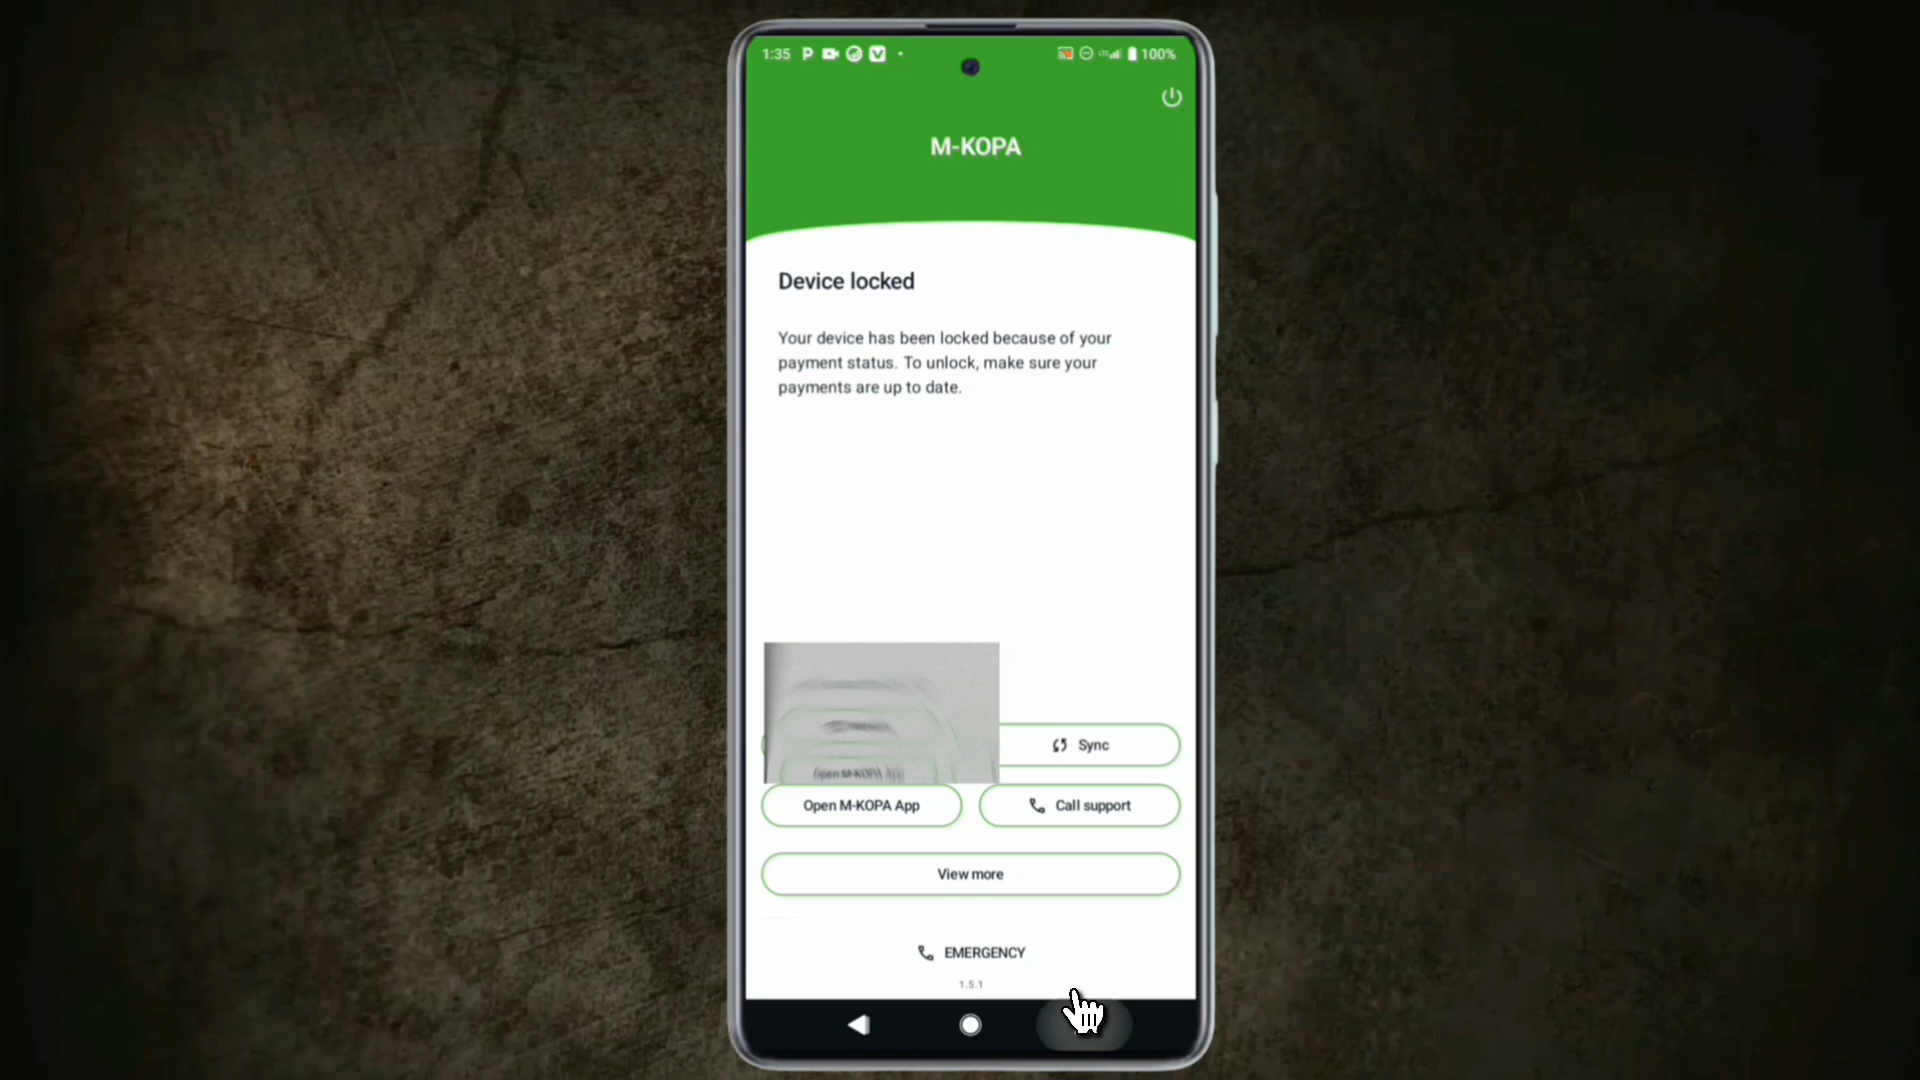 1:35
100%
M-KOPA
Device locked
Your device has been locked because of your
payment status. To unlock, make sure your
payments are up to date.
Sync
Open M-KOPA
Open M-KOPA App
Call support
View more
EMERGENCY
1.5.1